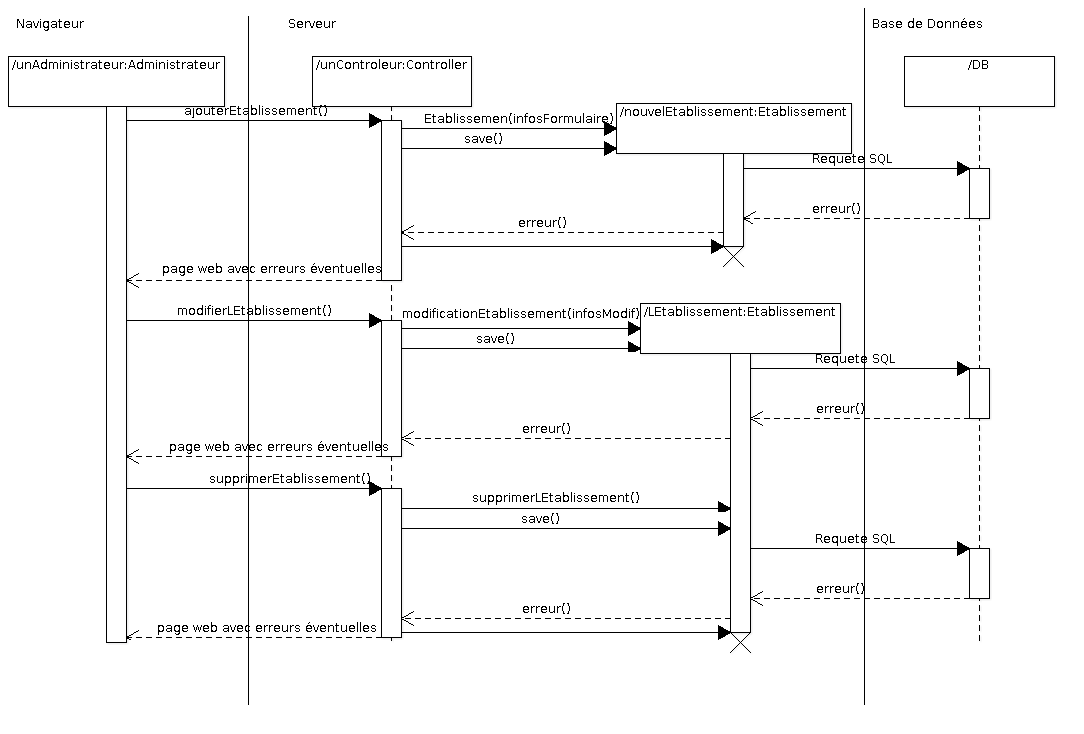 Navigateur
Serveur
Base de Données
/unAdministrateur:Administrateur
/unControleur:Controller
/DB
ajouterEtablissement()
Etablissemen(infosFormulaire)
/nouvelEtablissement:Etablissement
save()
Requete SQL
erreur()
erreur()
page web avec erreurs éventuelles
modifierLEtablissement()
modificationEtablissement(infosModif)
/LEtablissement:Etablissement
save()
Requete SQL
erreur()
erreur()
page web avec erreurs éventuelles
supprimerEtablissement()
supprimerLEtablissement()
save()
Requete SQL
erreur()
erreur()
page web avec erreurs éventuelles